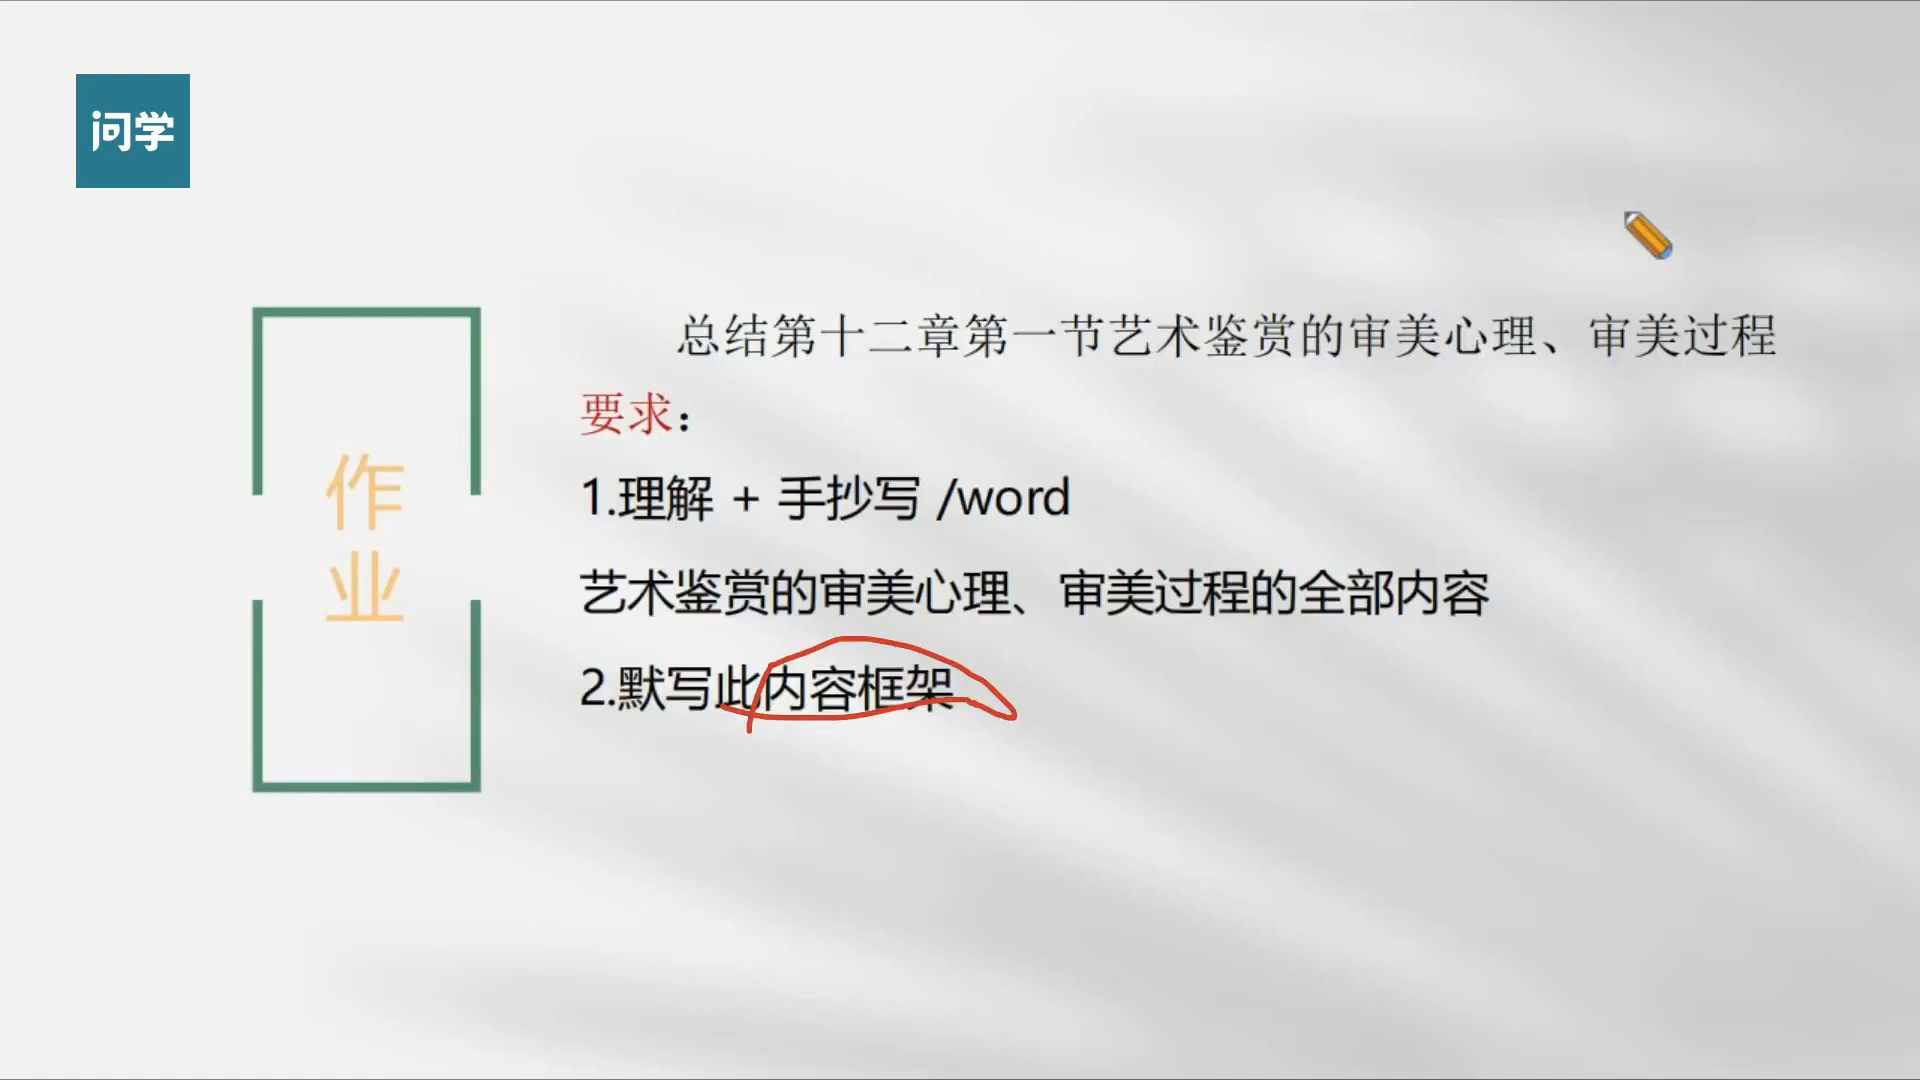 问学
作
业
总结第十二章第一节艺术鉴赏的审美心理、审美过程
要求：
1.理解 + 手抄写 /word
艺术鉴赏的审美心理、审美过程的全部内容
2.默写此内容框架